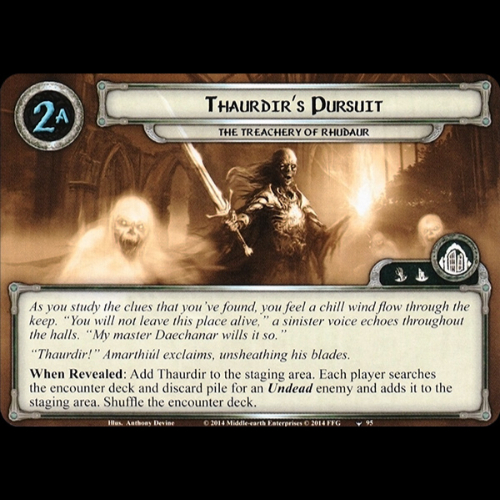 2A
THAURDIR'S PURSUIT
THE TREACHERY OF RHUDAUR
As you study the clues that you've found, you feel a chill wind flow through the
keep. "You will not leave this place alive," a sinister voice echoes throughout
the halls. "My master Daechanar wills it so."
"Thaurdir!" Amarthiúl exclaims, unsheathing his blades.
When Revealed: Add Thaurdir to the staging area. Each player searches
the encounter deck and discard pile for an Undead enemy and adds it to the
staging area. Shuffle the encounter deck.
Illus. Anthony Devine © 2014 Middle-earth Enterprises © 2014 FFG 95